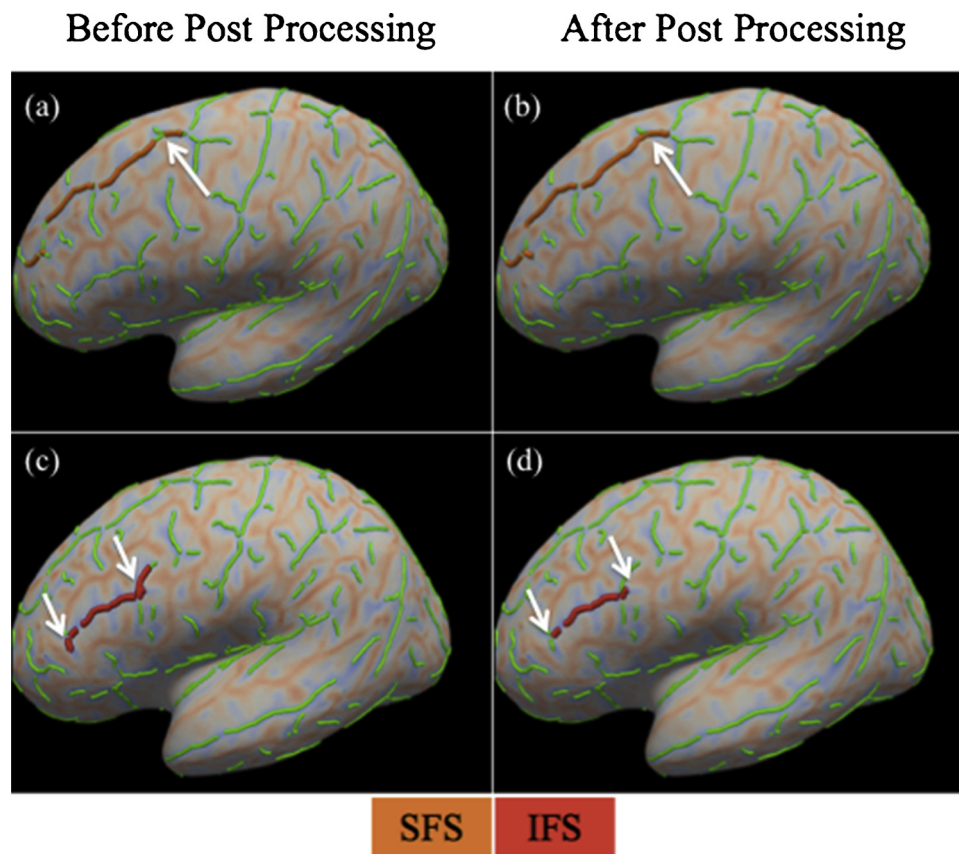 Before Post Processing After Post Processing
(a) (b)
(c) (d)
SFS IFS